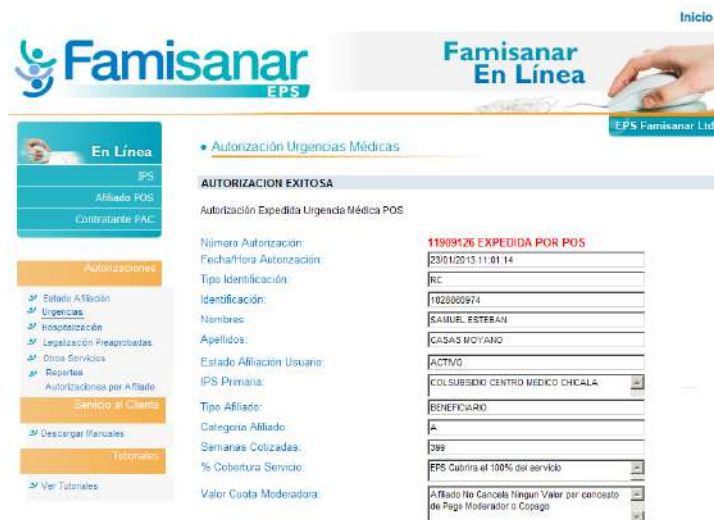 Inicio
Famisanar
EPS
Famisanar
En Línea
EPS Famisanar Ltd
En Línea
IPS
Afiliado POS
Contratante PAC
Autorizaciones
Estado Afiliación
Urgencias
Hospitalización
Legalización Preaprobadas
Otros Servicios
Reportes
Autorizaciones por Afiliado
Servicio al Cliente
Descargar Manuales
Tutoriales
Ver Tutoriales
• Autorización Urgencias Médicas
AUTORIZACION EXITOSA
Autorización Expedida Urgencia Médica POS
Número Autorización: 11909126 EXPEDIDA POR POS
Fecha/Hora Autorización: 23/01/2013 11:01:14
Tipo Identificación: RC
Identificación: 1028860974
Nombres: SAMUEL ESTEBAN
Apellidos: CASAS MOYANO
Estado Afiliación Usuario: ACTIVO
IPS Primaria: COLSUBSIDIO CENTRO MEDICO CHICALA
Tipo Afiliado: BENEFICIARIO
Categoria Afiliado: A
Semanas Cotizadas: 399
% Cobertura Servicio: EPS Cubrira el 100% del servicio
Valor Cuota Moderadora: Afiliado No Cancela Ningun Valor por concepto
de Pago Moderador o Copago